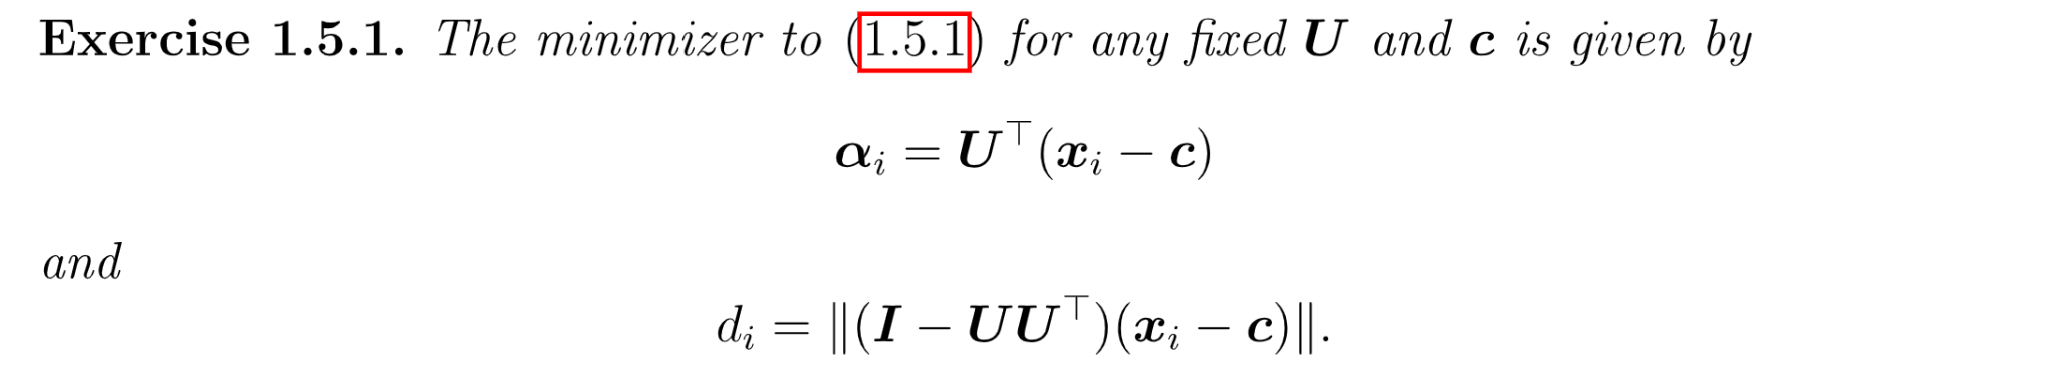 Exercise 1.5.1. The minimizer to (1.5.1) for any fixed U and c is given by
α_i = U^⊤(x_i − c)
and
d_i = ‖(I − UU^⊤)(x_i − c)‖.